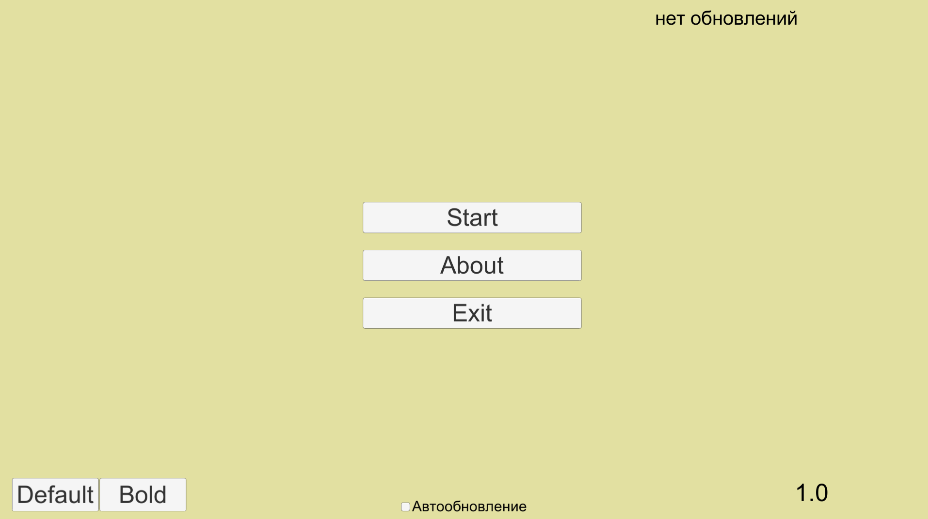 нет обновлений
Start
About
Exit
Default Bold
Автообновление
1.0